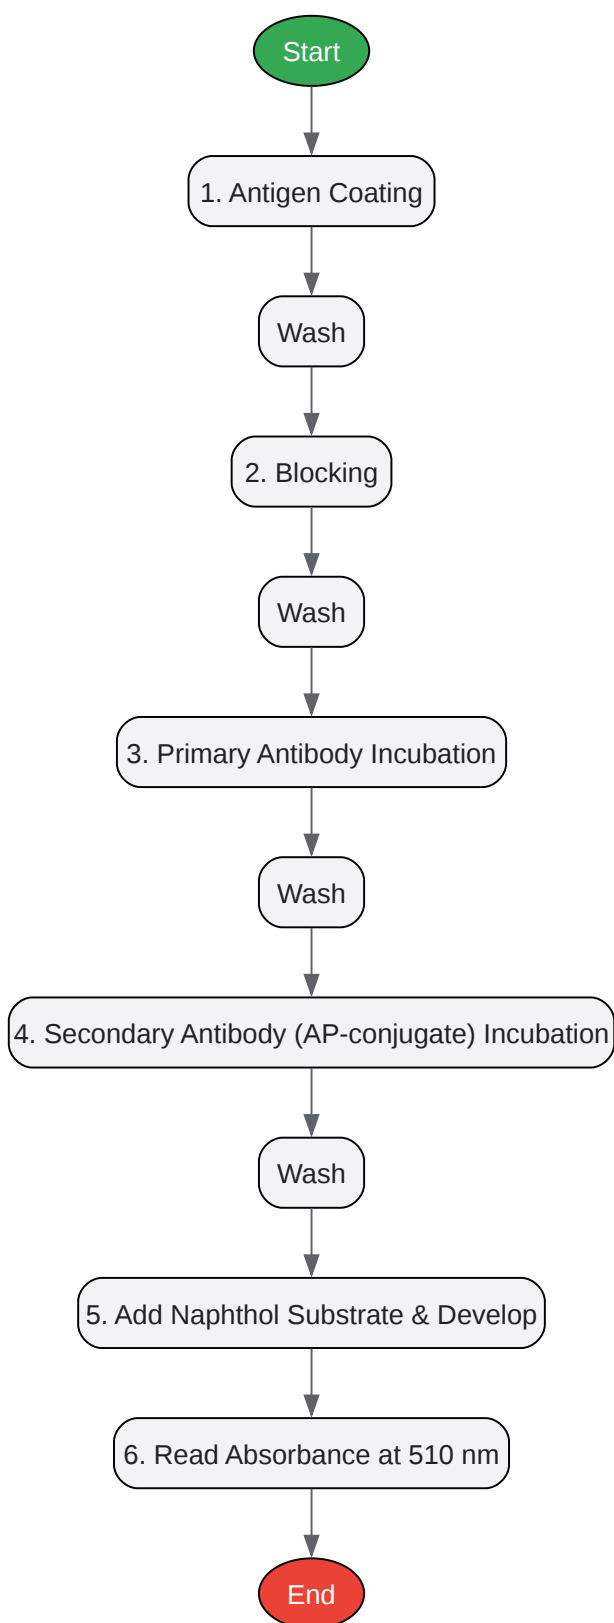 Start
1. Antigen Coating
Wash
2. Blocking
Wash
3. Primary Antibody Incubation
Wash
4. Secondary Antibody (AP-conjugate) Incubation
Wash
5. Add Naphthol Substrate & Develop
6. Read Absorbance at 510 nm
End